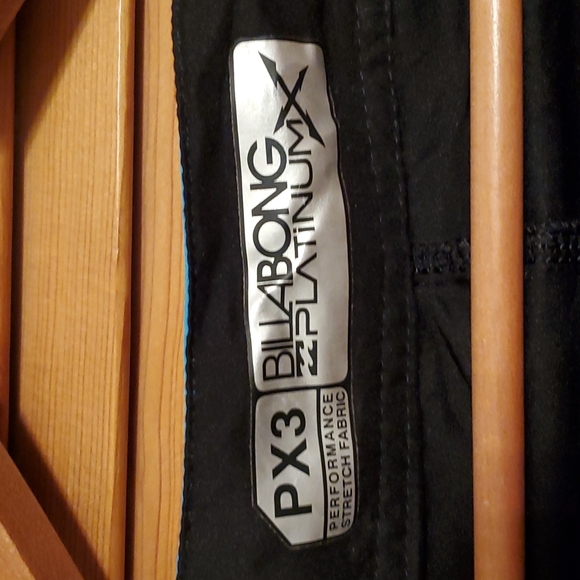 BILLABONG
PLATINUM X
PX3
PERFORMANCE
STRETCH FABRIC